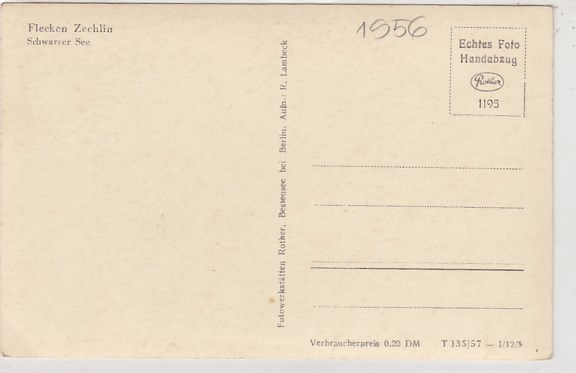 Flecken Zechlin
Schwarzer See
1956
Echtes Foto
Handabzug
Rother
1195
Fotowerkstätten Rother, Bestensee bei Berlin, Aufn.: R. Lambeck
Verbraucherpreis 0.20 DM T 135/57 — 1/12/5